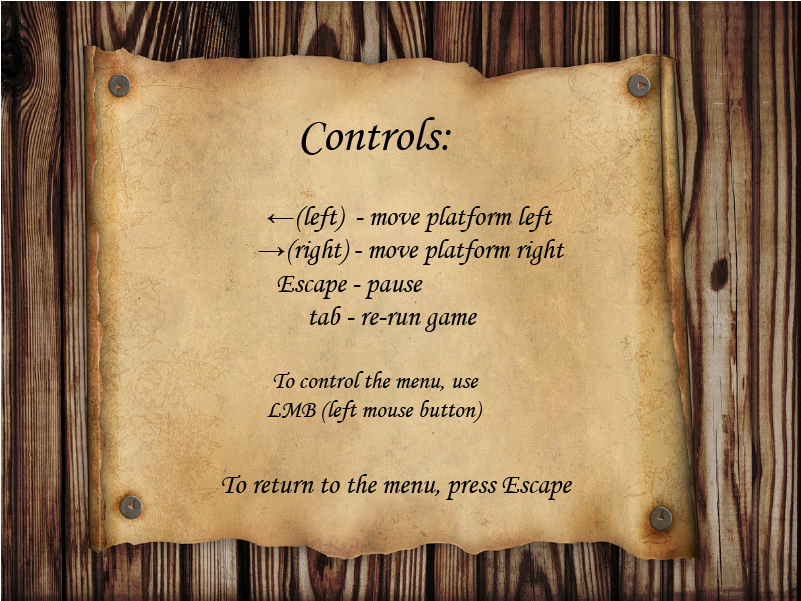 Controls:
←(left) - move platform left
→(right) - move platform right
Escape - pause
tab - re-run game
To control the menu, use
LMB (left mouse button)
To return to the menu, press Escape